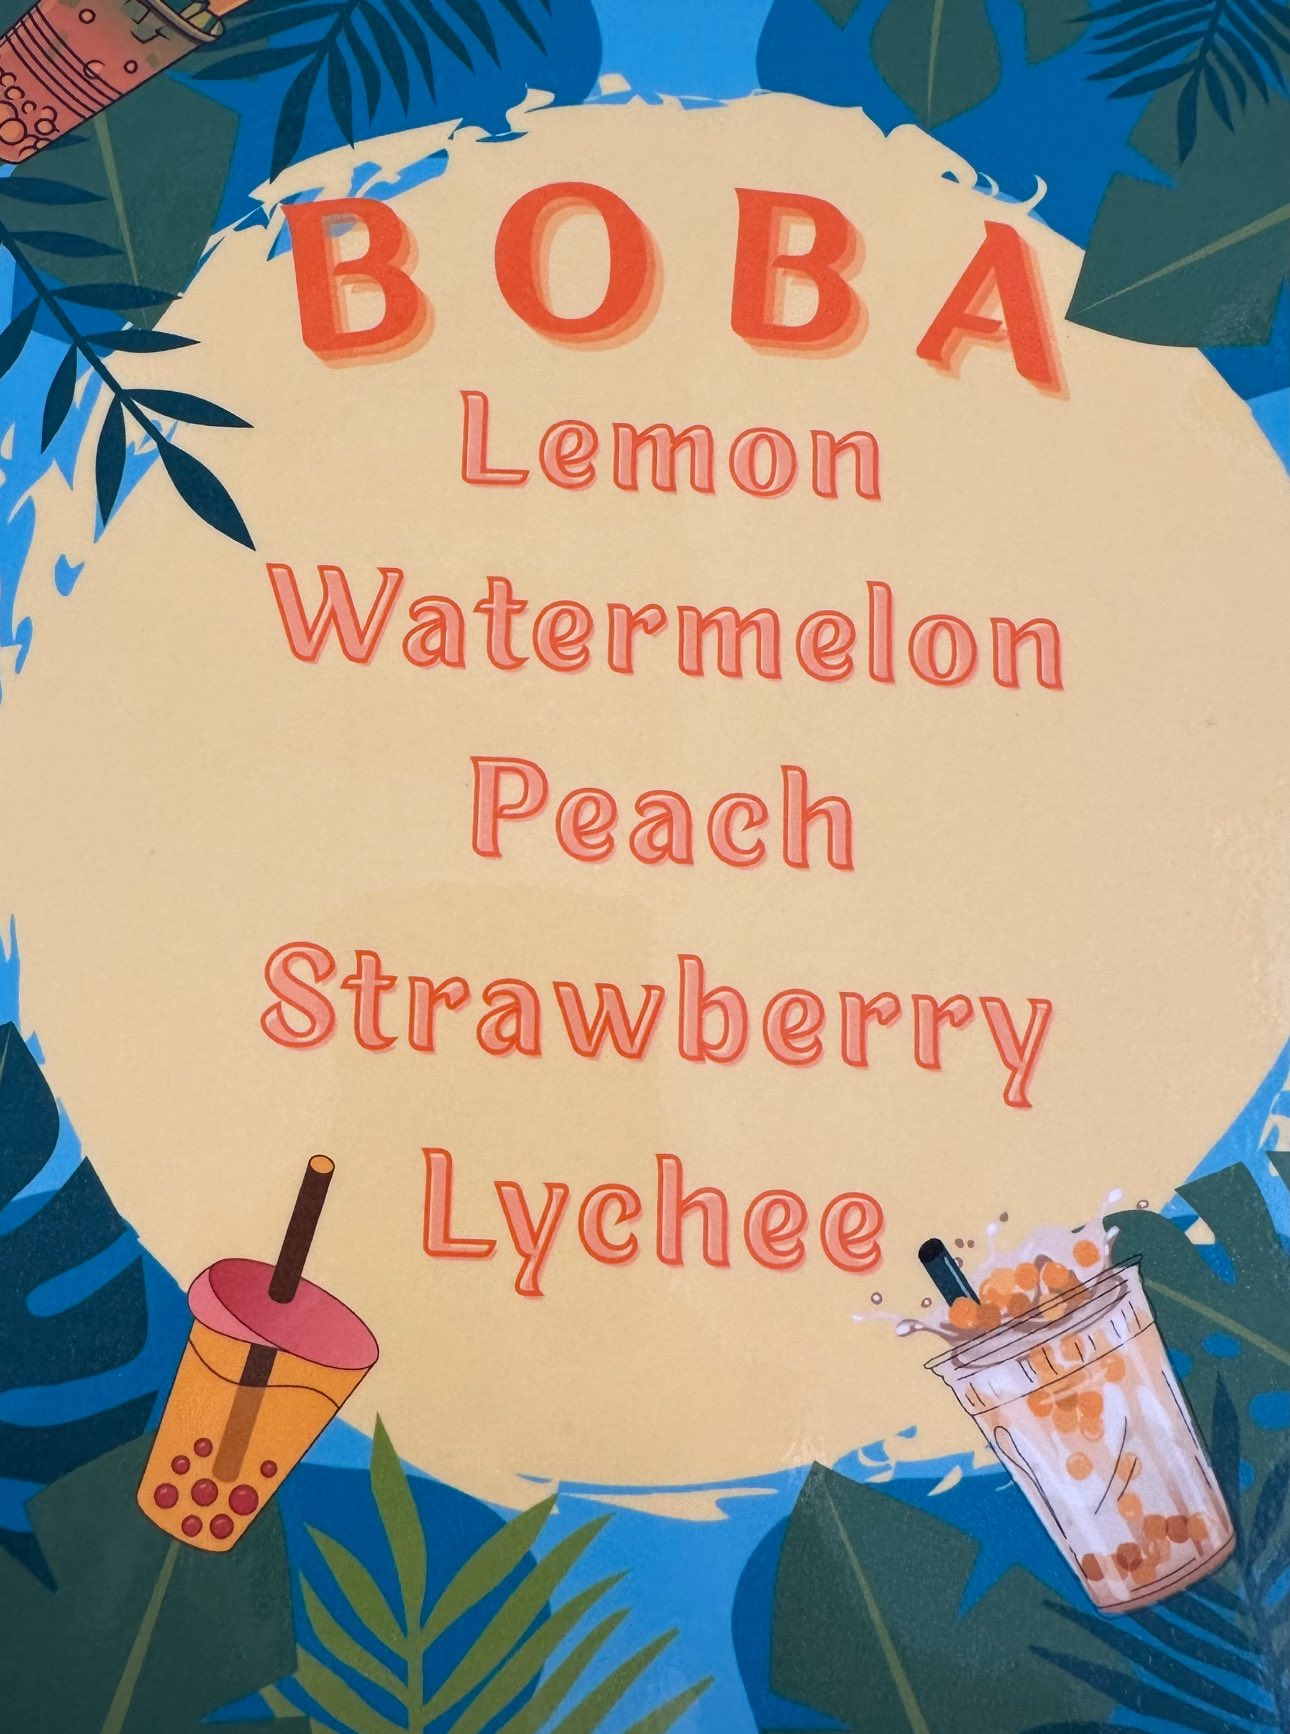 BOBA
Lemon
Watermelon
Peach
Strawberry
Lychee